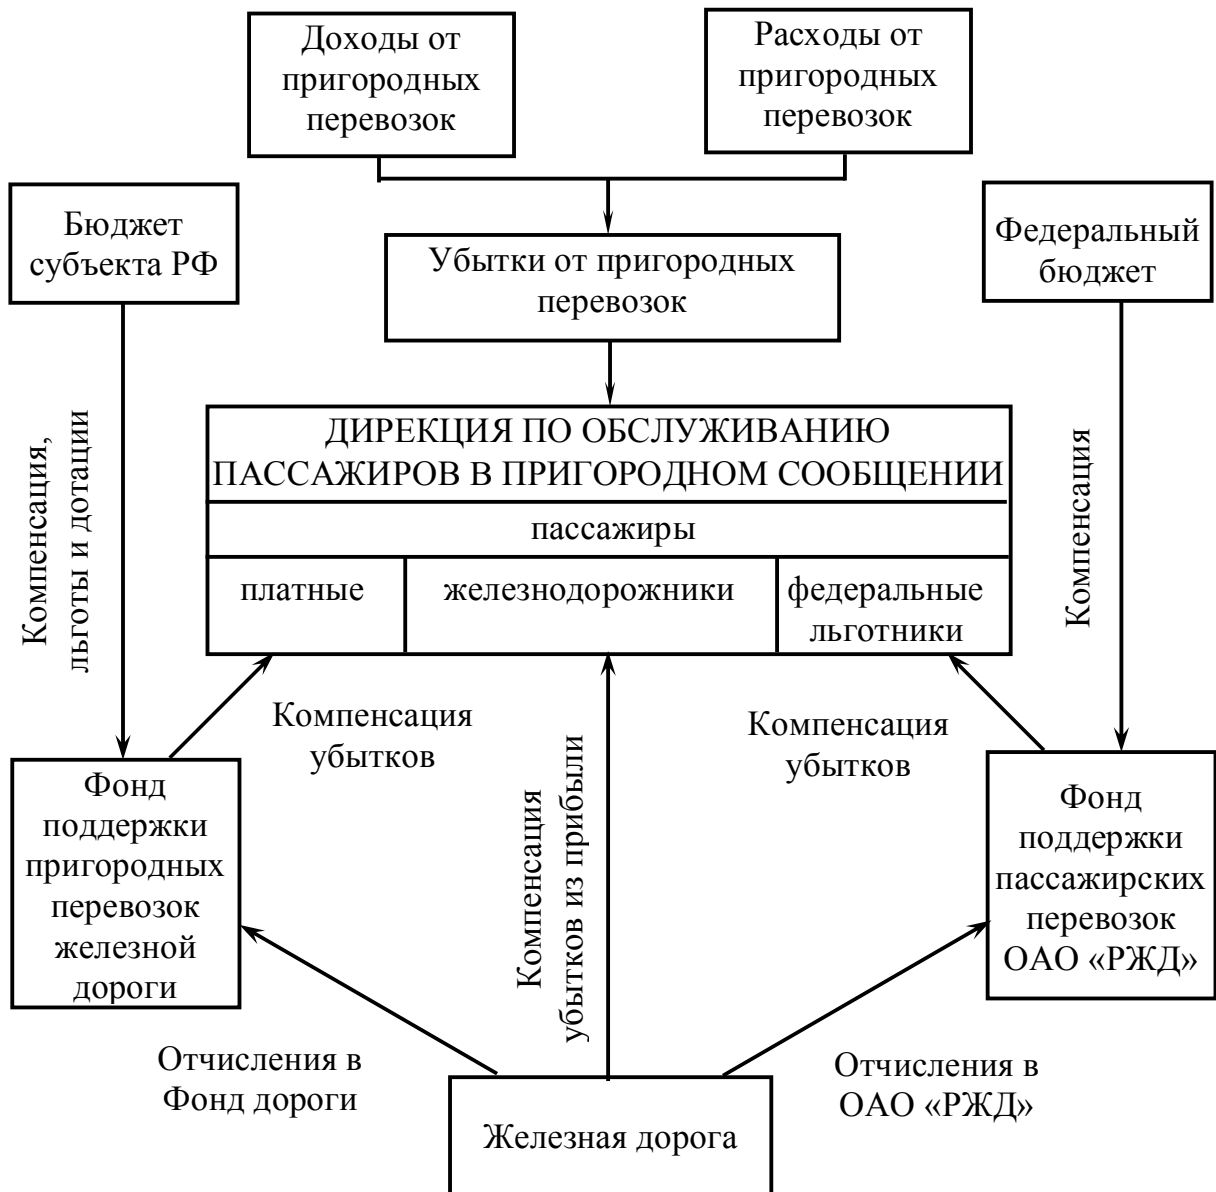 Доходы от
пригородных
перевозок
Расходы от
пригородных
перевозок
Бюджет
субъекта РФ
Убытки от пригородных
перевозок
Федеральный
бюджет
Компенсация,
льготы и дотации
ДИРЕКЦИЯ ПО ОБСЛУЖИВАНИЮ
ПАССАЖИРОВ В ПРИГОРОДНОМ СООБЩЕНИИ
пассажиры
платные
железнодорожники
федеральные
льготники
Компенсация
Компенсация
убытков
Компенсация
убытков из прибыли
Компенсация
убытков
Фонд
поддержки
пригородных
перевозок
железной
дороги
Фонд
поддержки
пассажирских
перевозок
ОАО «РЖД»
Отчисления в
Фонд дороги
Отчисления в
ОАО «РЖД»
Железная дорога